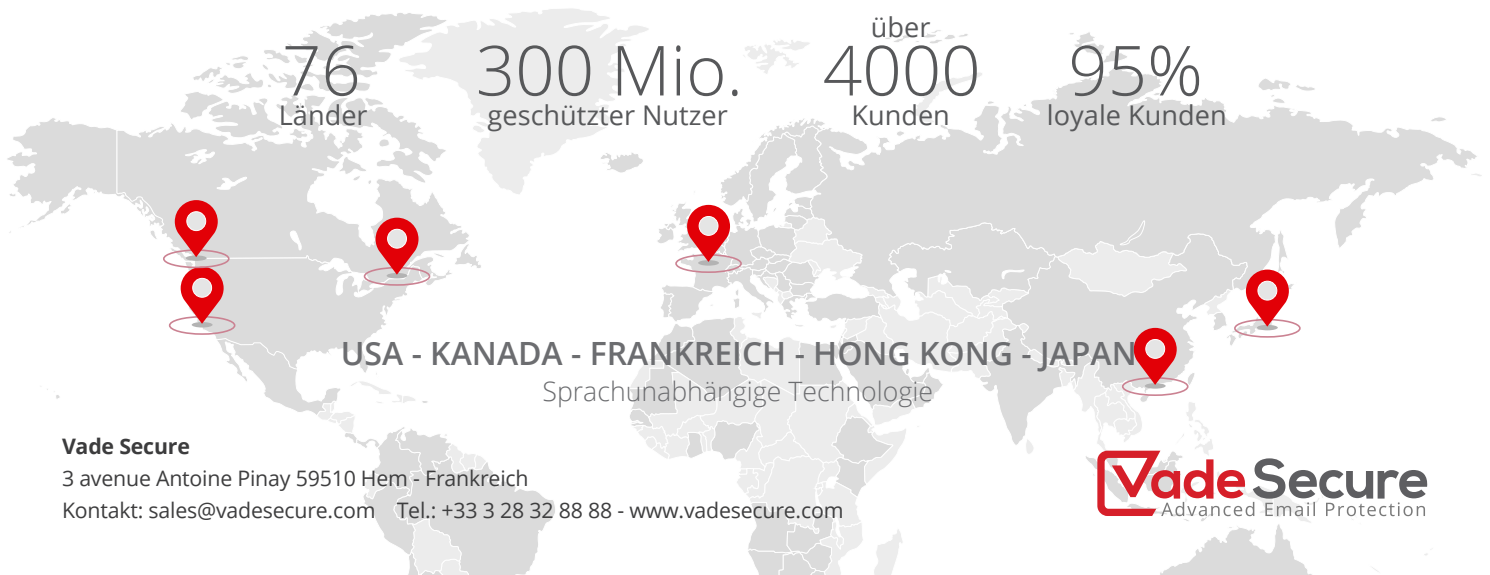 über
76 300 Mio. 4000 95%
Länder geschützter Nutzer Kunden loyale Kunden
USA - KANADA - FRANKREICH - HONG KONG - JAPAN
Sprachunabhängige Technologie
Vade Secure
3 avenue Antoine Pinay 59510 Hem - Frankreich
Kontakt: sales@vadesecure.com Tel.: +33 3 28 32 88 88 - www.vadesecure.com
Vade Secure
Advanced Email Protection